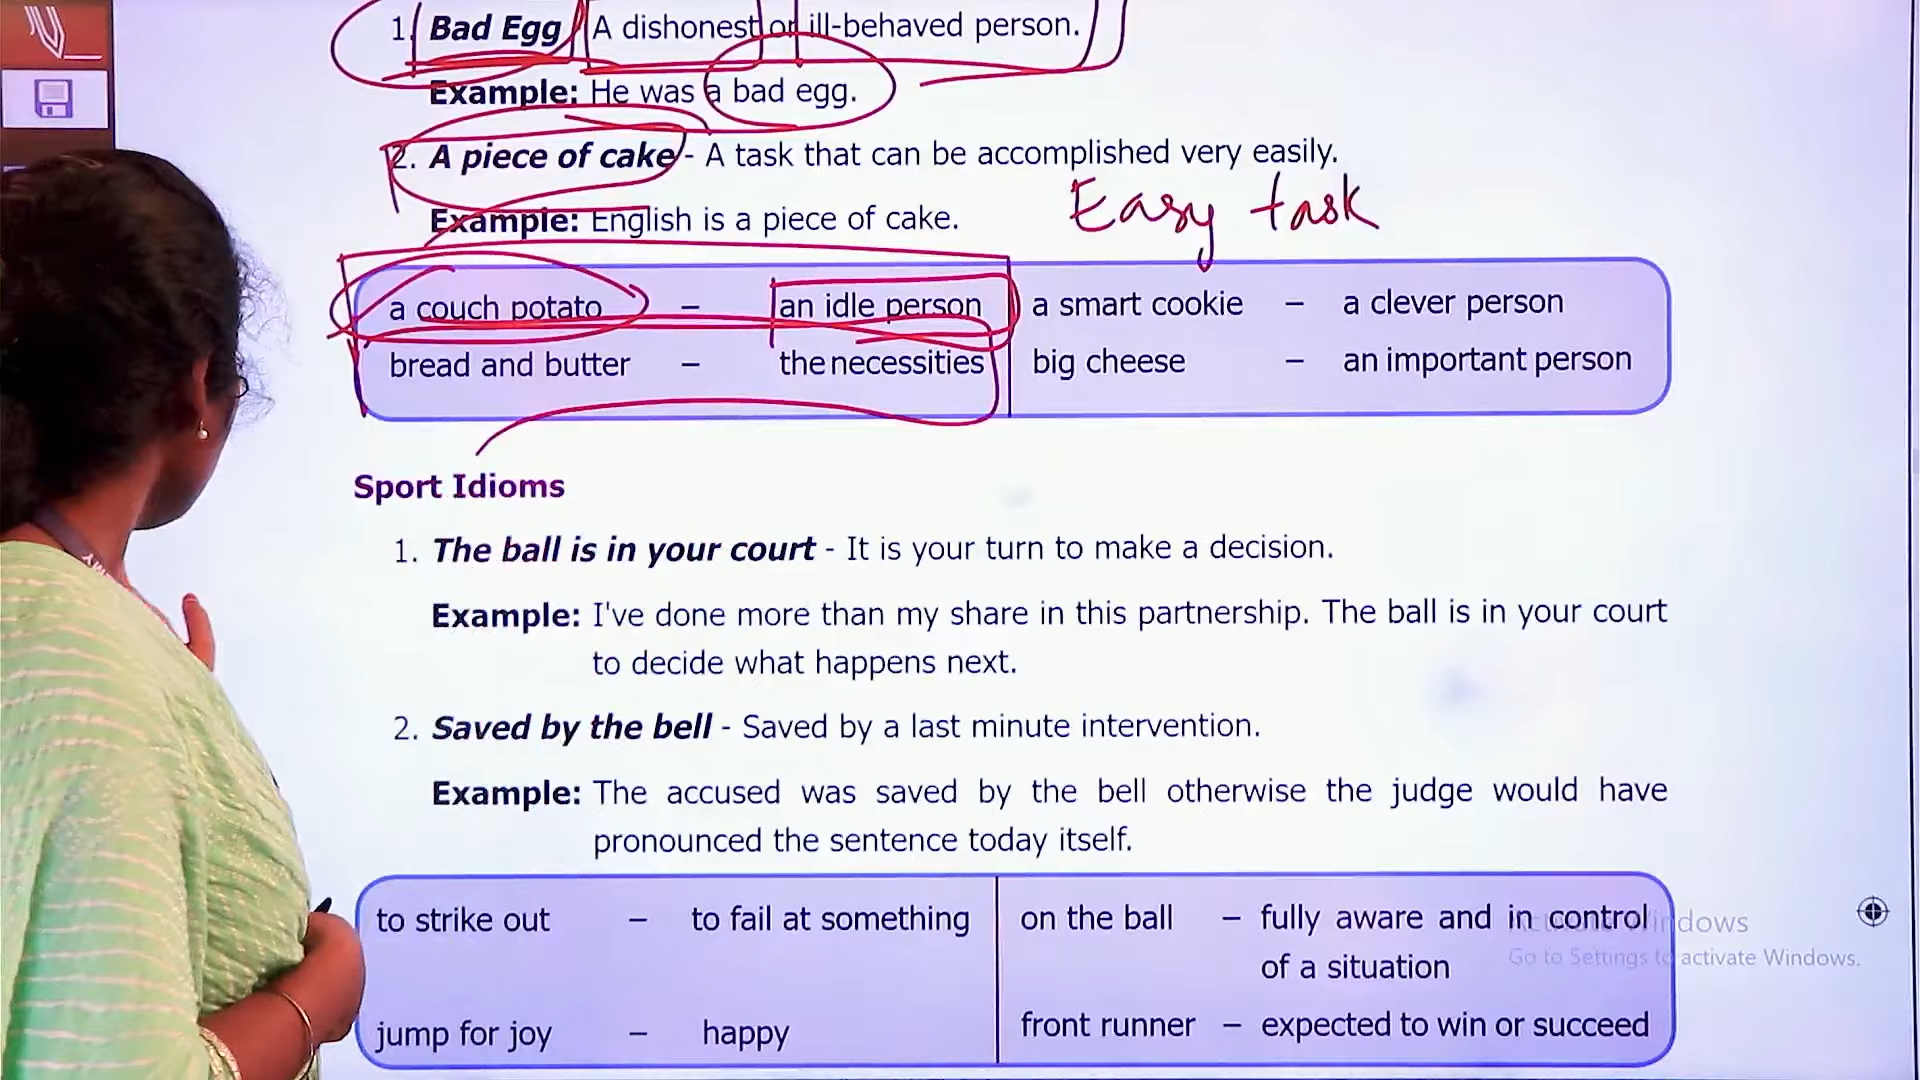 1. Bad Egg A dishonest or ill-behaved person.
Example: He was a bad egg.
2. A piece of cake - A task that can be accomplished very easily.
Easy task
Example: English is a piece of cake.
a couch potato – an idle person a smart cookie – a clever person
bread and butter – the necessities big cheese – an important person
Sport Idioms
1. The ball is in your court - It is your turn to make a decision.
Example: I've done more than my share in this partnership. The ball is in your court
to decide what happens next.
2. Saved by the bell - Saved by a last minute intervention.
Example: The accused was saved by the bell otherwise the judge would have
pronounced the sentence today itself.
to strike out – to fail at something on the ball – fully aware and in control
of a situation
jump for joy – happy front runner – expected to win or succeed
Activate Windows
Go to Settings to activate Windows.